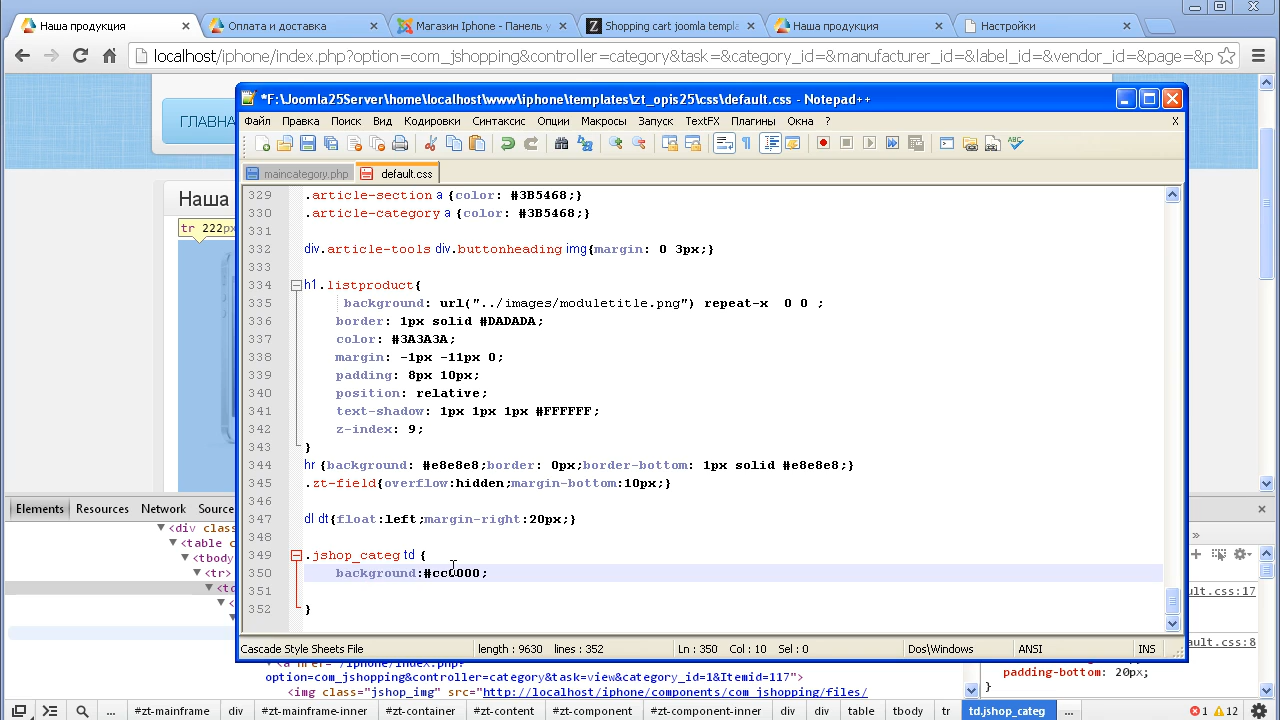 Наша продукция
Оплата и доставка
Магазин Iphone - Панель у
Shopping cart joomla templ
Наша продукция
Настройки
localhost/iphone/index.php?option=com_jshopping&controller=category&task=&category_id=&manufacturer_id=&label_id=&vendor_id=&page=&p
ГЛАВНА
Наша
tr 222px
*F:\Joomla25Server\home\localhost\www\iphone\templates\zt_opis25\css\default.css - Notepad++
Файл Правка Поиск Вид Кодировки Синтаксис Опции Макросы Запуск TextFX Плагины Окна ? X
maincategory.php default.css
329 .article-section a {color: #3B5468;}
330 .article-category a {color: #3B5468;}
331
332 div.article-tools div.buttonheading img{margin: 0 3px;}
333
334 h1.listproduct{
335 background: url("../images/moduletitle.png") repeat-x 0 0 ;
336 border: 1px solid #DADADA;
337 color: #3A3A3A;
338 margin: -1px -11px 0;
339 padding: 8px 10px;
340 position: relative;
341 text-shadow: 1px 1px 1px #FFFFFF;
342 z-index: 9;
343 }
344 hr {background: #e8e8e8;border: 0px;border-bottom: 1px solid #e8e8e8;}
345 .zt-field{overflow:hidden;margin-bottom:10px;}
346
347 dl dt{float:left;margin-right:20px;}
348
349 .jshop_categ td {
350 background:#cc0000;
351
352 }
Cascade Style Sheets File length : 9630 lines : 352 Ln : 350 Col : 10 Sel : 0 Dos\Windows ANSI INS
Elements Resources Network Source
<div class
<table c
<tbody
<tr>
<td
<
»
ult.css:17
ult.css:8
<a href="/iphone/index.php?
option=com_jshopping&controller=category&task=view&category_id=1&Itemid=117">
<img class="jshop_img" src="http://localhost/iphone/components/com_jshopping/files/
padding-bottom: 20px;
}
... #zt-mainframe div #zt-mainframe-inner #zt-container #zt-content #zt-component #zt-component-inner div div table tbody tr td.jshop_categ ... 1 12